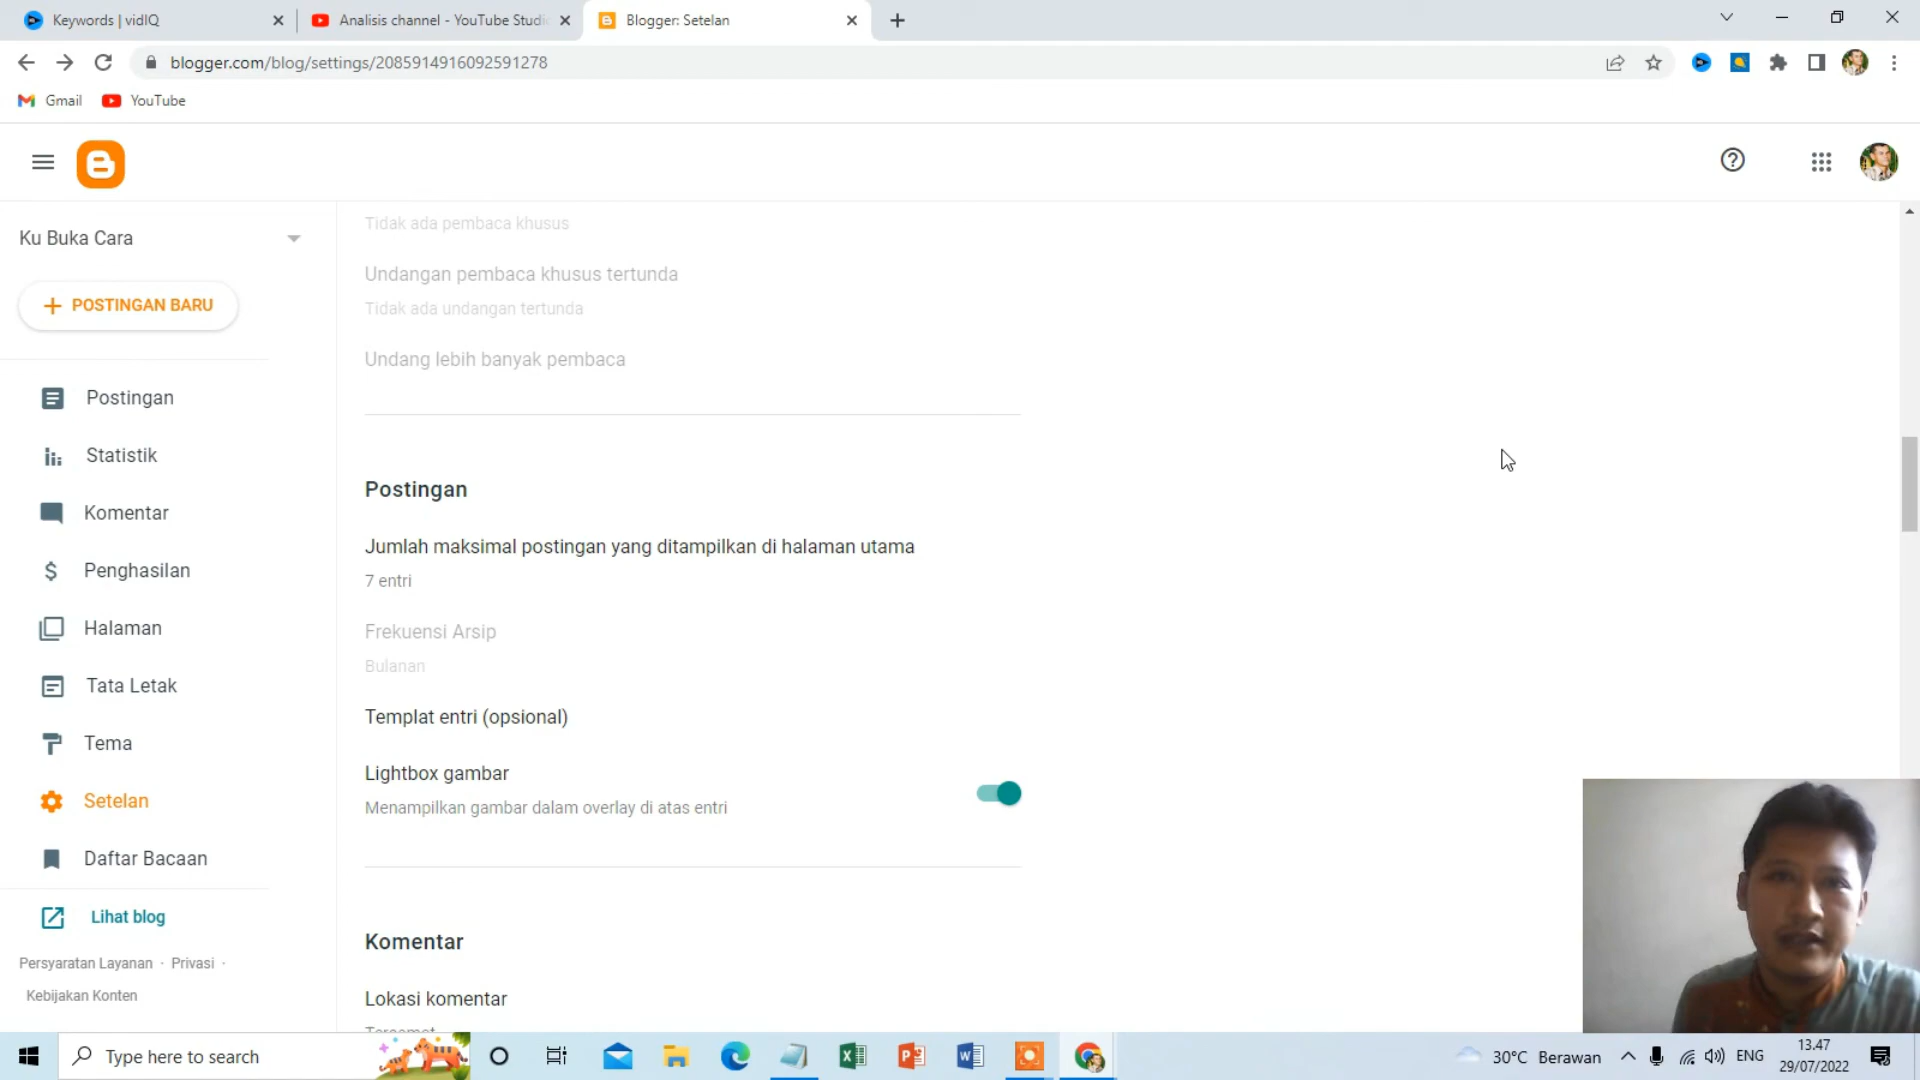 Keywords | vidIQ
Analisis channel - YouTube Studi
Blogger: Setelan
blogger.com/blog/settings/2085914916092591278
Gmail
YouTube
Ku Buka Cara
POSTINGAN BARU
Postingan
Statistik
Komentar
Penghasilan
Halaman
Tata Letak
Tema
Setelan
Daftar Bacaan
Lihat blog
Persyaratan Layanan · Privasi ·
Kebijakan Konten
Tidak ada pembaca khusus
Undangan pembaca khusus tertunda
Tidak ada undangan tertunda
Undang lebih banyak pembaca
Postingan
Jumlah maksimal postingan yang ditampilkan di halaman utama
7 entri
Frekuensi Arsip
Bulanan
Templat entri (opsional)
Lightbox gambar
Menampilkan gambar dalam overlay di atas entri
Komentar
Lokasi komentar
Type here to search
30°C Berawan
ENG
13.47
29/07/2022